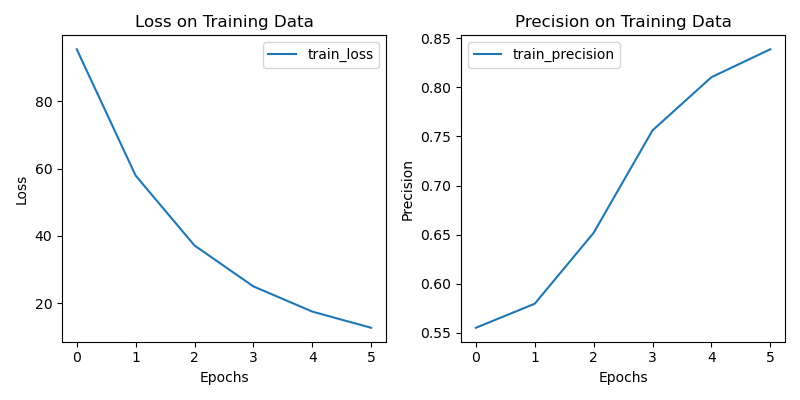 Loss on Training Data
train_loss
80
60
40
20
Loss
0 1 2 3 4 5
Epochs
Precision on Training Data
train_precision
0.85
0.80
0.75
0.70
0.65
0.60
0.55
Precision
0 1 2 3 4 5
Epochs